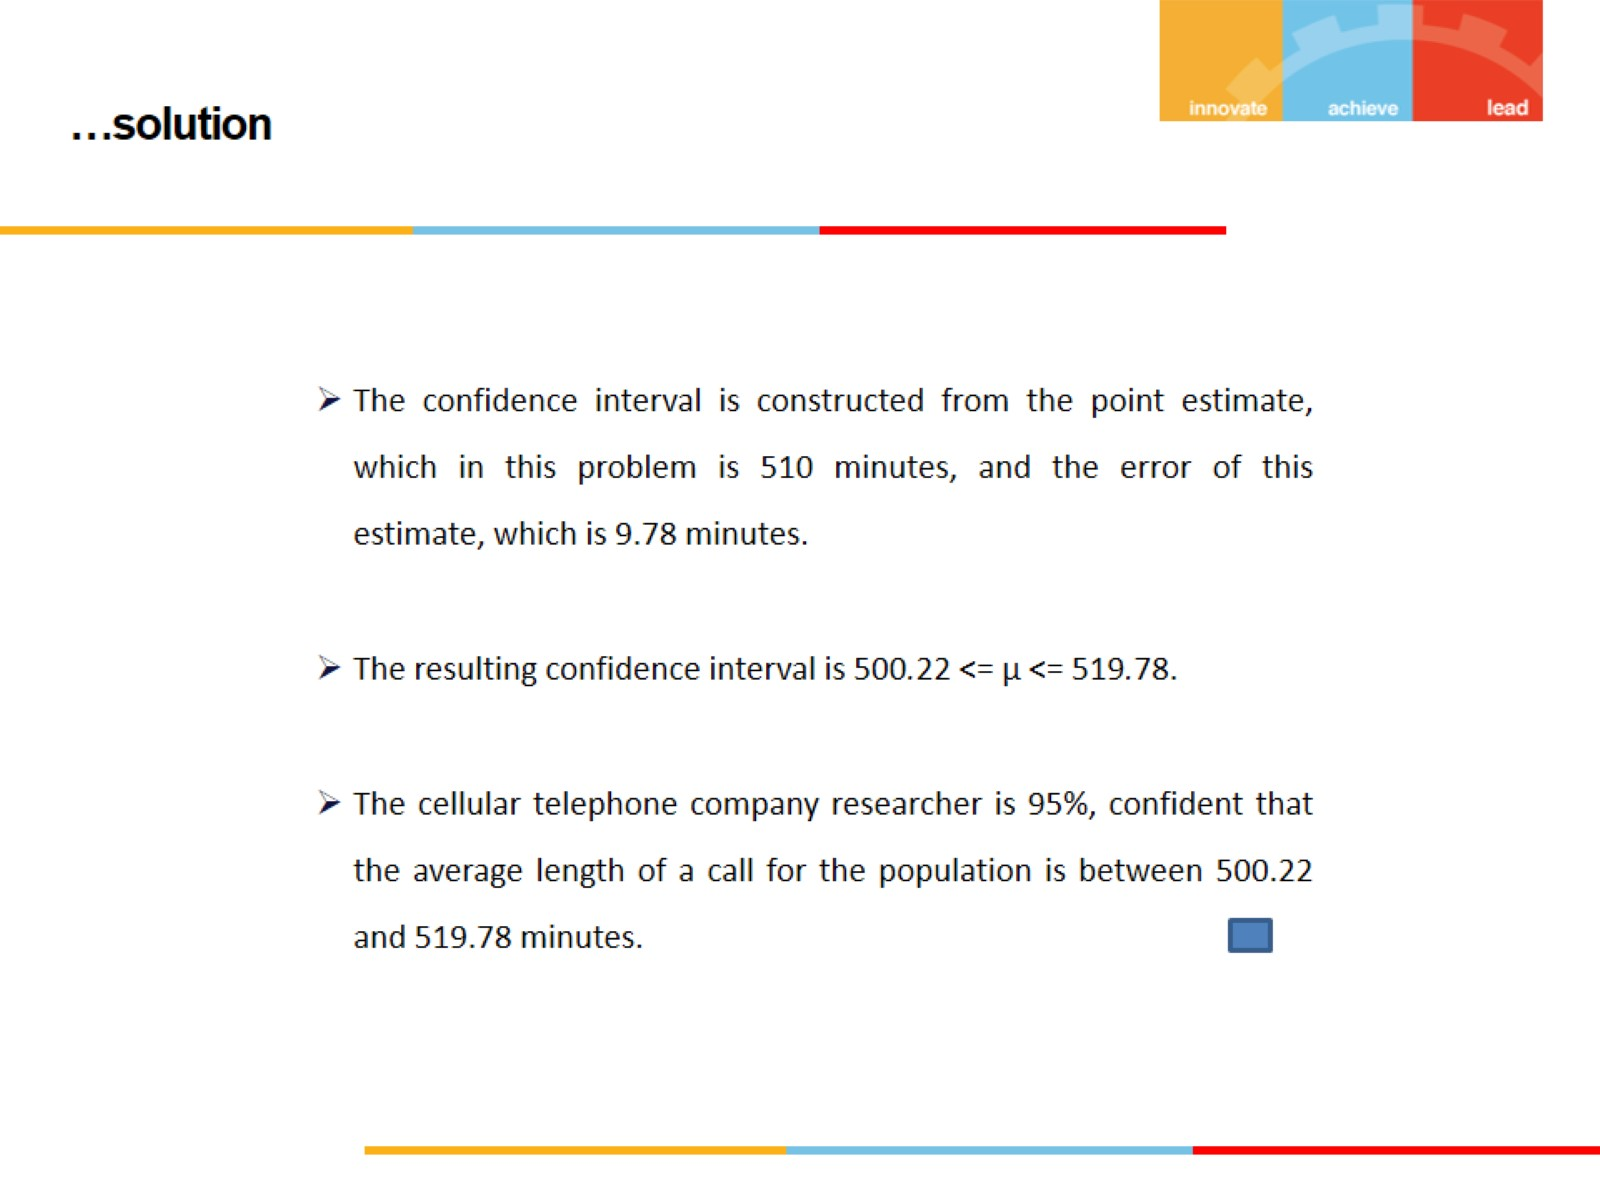 innovate achieve lead
…solution
➢ The confidence interval is constructed from the point estimate,
which in this problem is 510 minutes, and the error of this
estimate, which is 9.78 minutes.
➢ The resulting confidence interval is 500.22 <= μ <= 519.78.
➢ The cellular telephone company researcher is 95%, confident that
the average length of a call for the population is between 500.22
and 519.78 minutes.